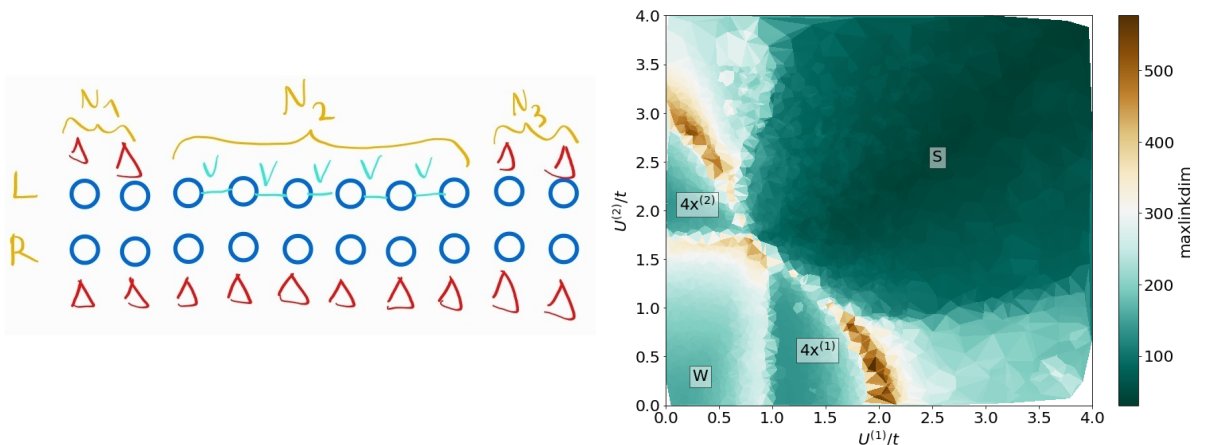 N₁ N₂ N₃
Δ Δ V V V V V Δ Δ
L
R
Δ Δ Δ Δ Δ Δ Δ Δ Δ Δ
4.0
3.5
3.0
2.5
2.0
1.5
1.0
0.5
0.0
U⁽²⁾/t
S
4x⁽²⁾
4x⁽¹⁾
W
0.0 0.5 1.0 1.5 2.0 2.5 3.0 3.5 4.0
U⁽¹⁾/t
500
400
300
200
100
maxlinkdim